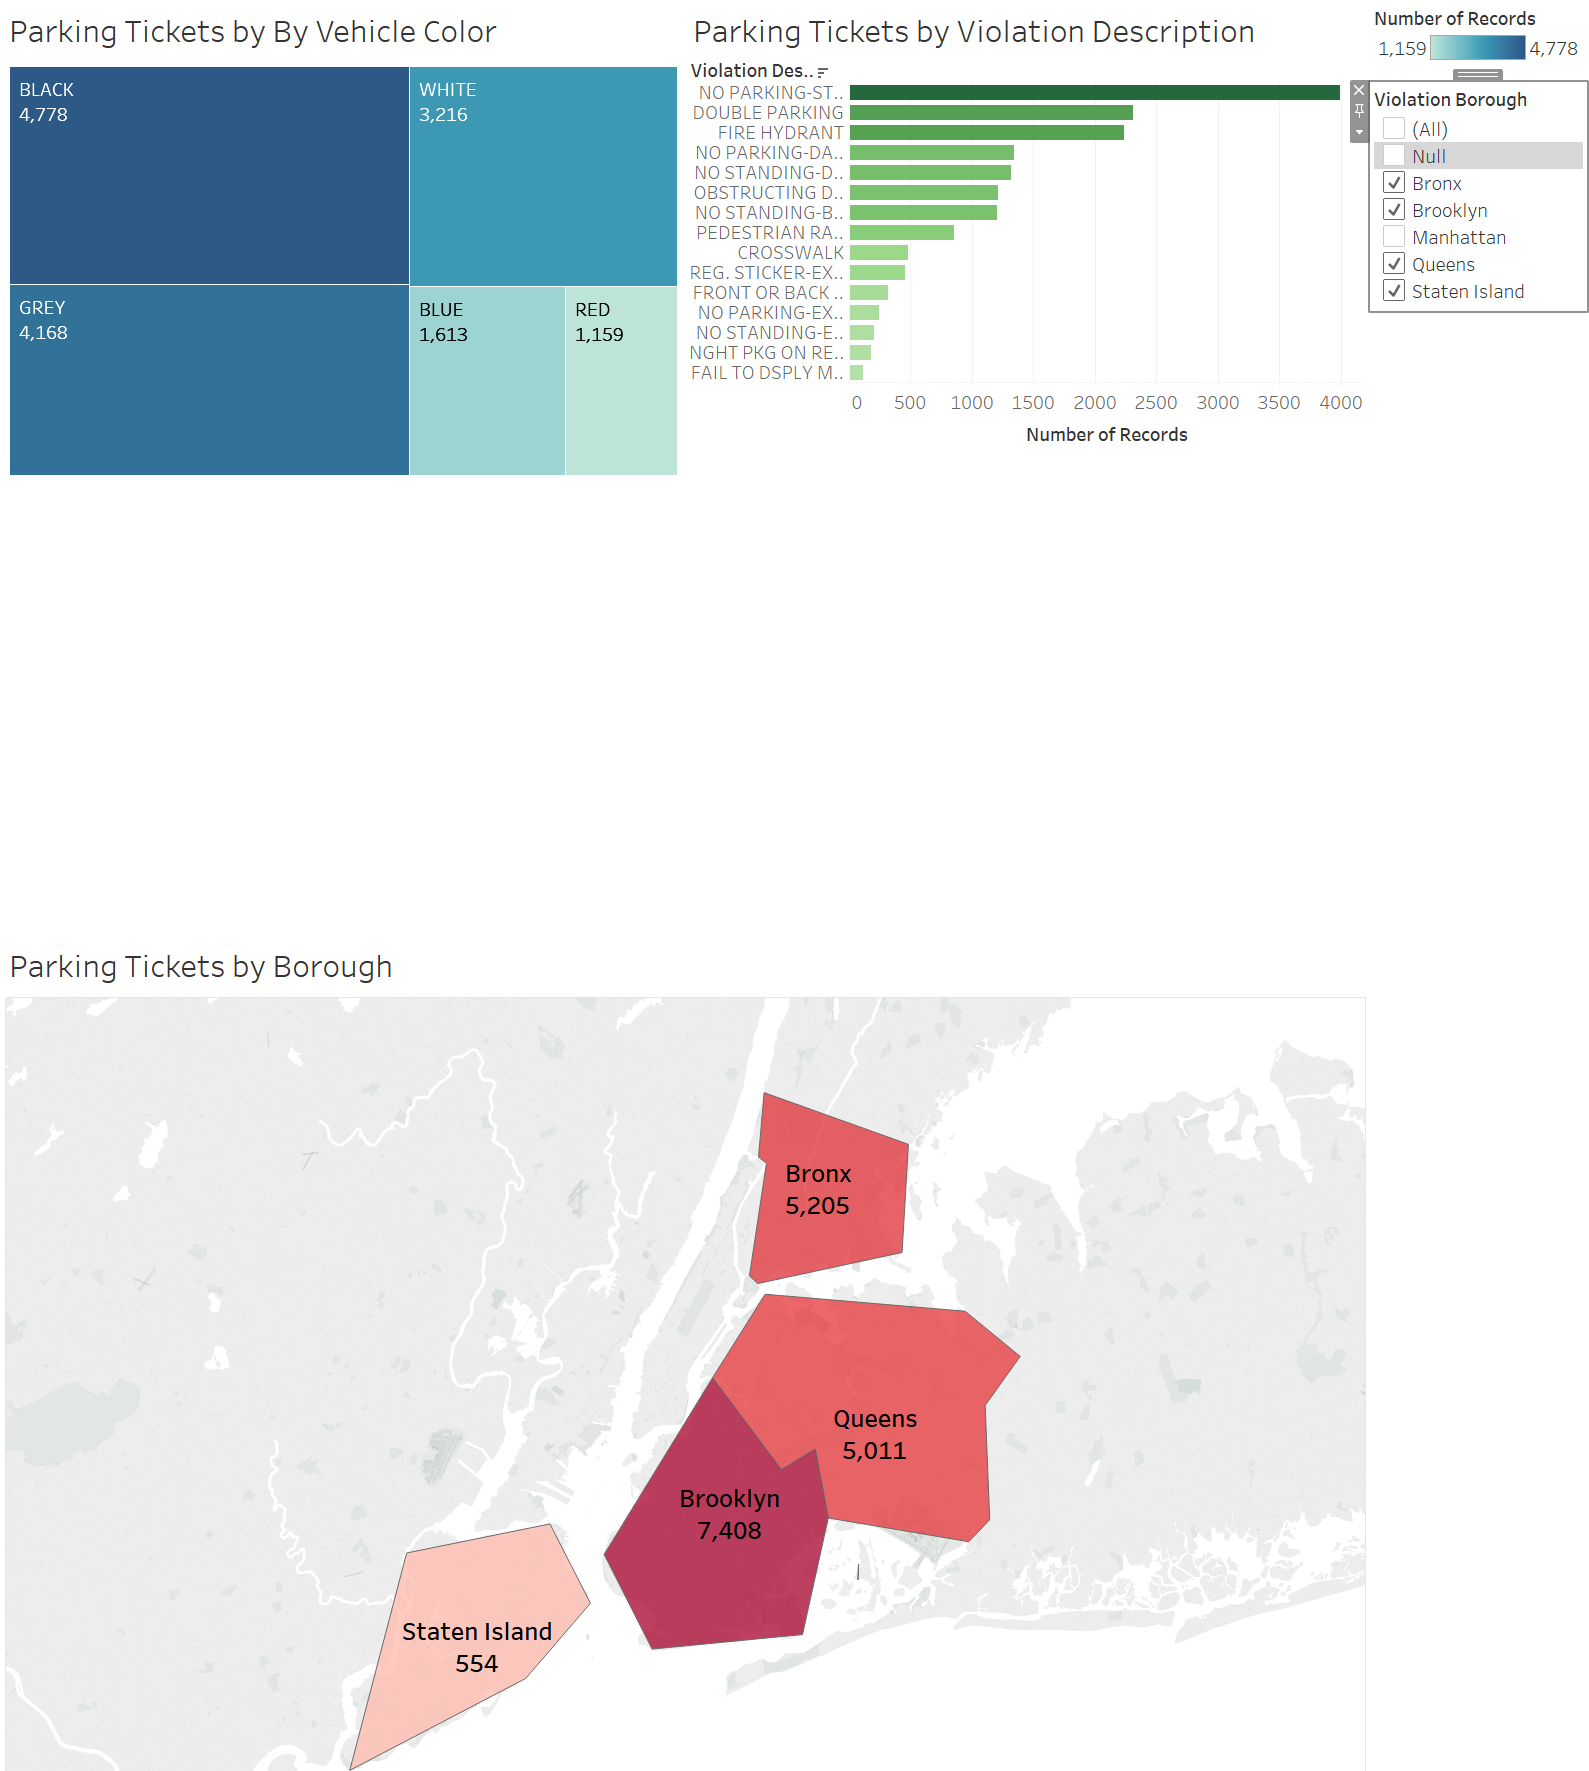 Parking Tickets by By Vehicle Color
BLACK
4,778
WHITE
3,216
GREY
4,168
BLUE
1,613
RED
1,159
Parking Tickets by Violation Description
Violation Des..
NO PARKING-ST..
DOUBLE PARKING
FIRE HYDRANT
NO PARKING-DA..
NO STANDING-D..
OBSTRUCTING D..
NO STANDING-B..
PEDESTRIAN RA..
CROSSWALK
REG. STICKER-EX..
FRONT OR BACK ..
NO PARKING-EX..
NO STANDING-E..
NGHT PKG ON RE..
FAIL TO DSPLY M..
0 500 1000 1500 2000 2500 3000 3500 4000
Number of Records
Number of Records
1,159 4,778
Violation Borough
(All)
Null
Bronx
Brooklyn
Manhattan
Queens
Staten Island
Parking Tickets by Borough
Bronx
5,205
Queens
5,011
Brooklyn
7,408
Staten Island
554